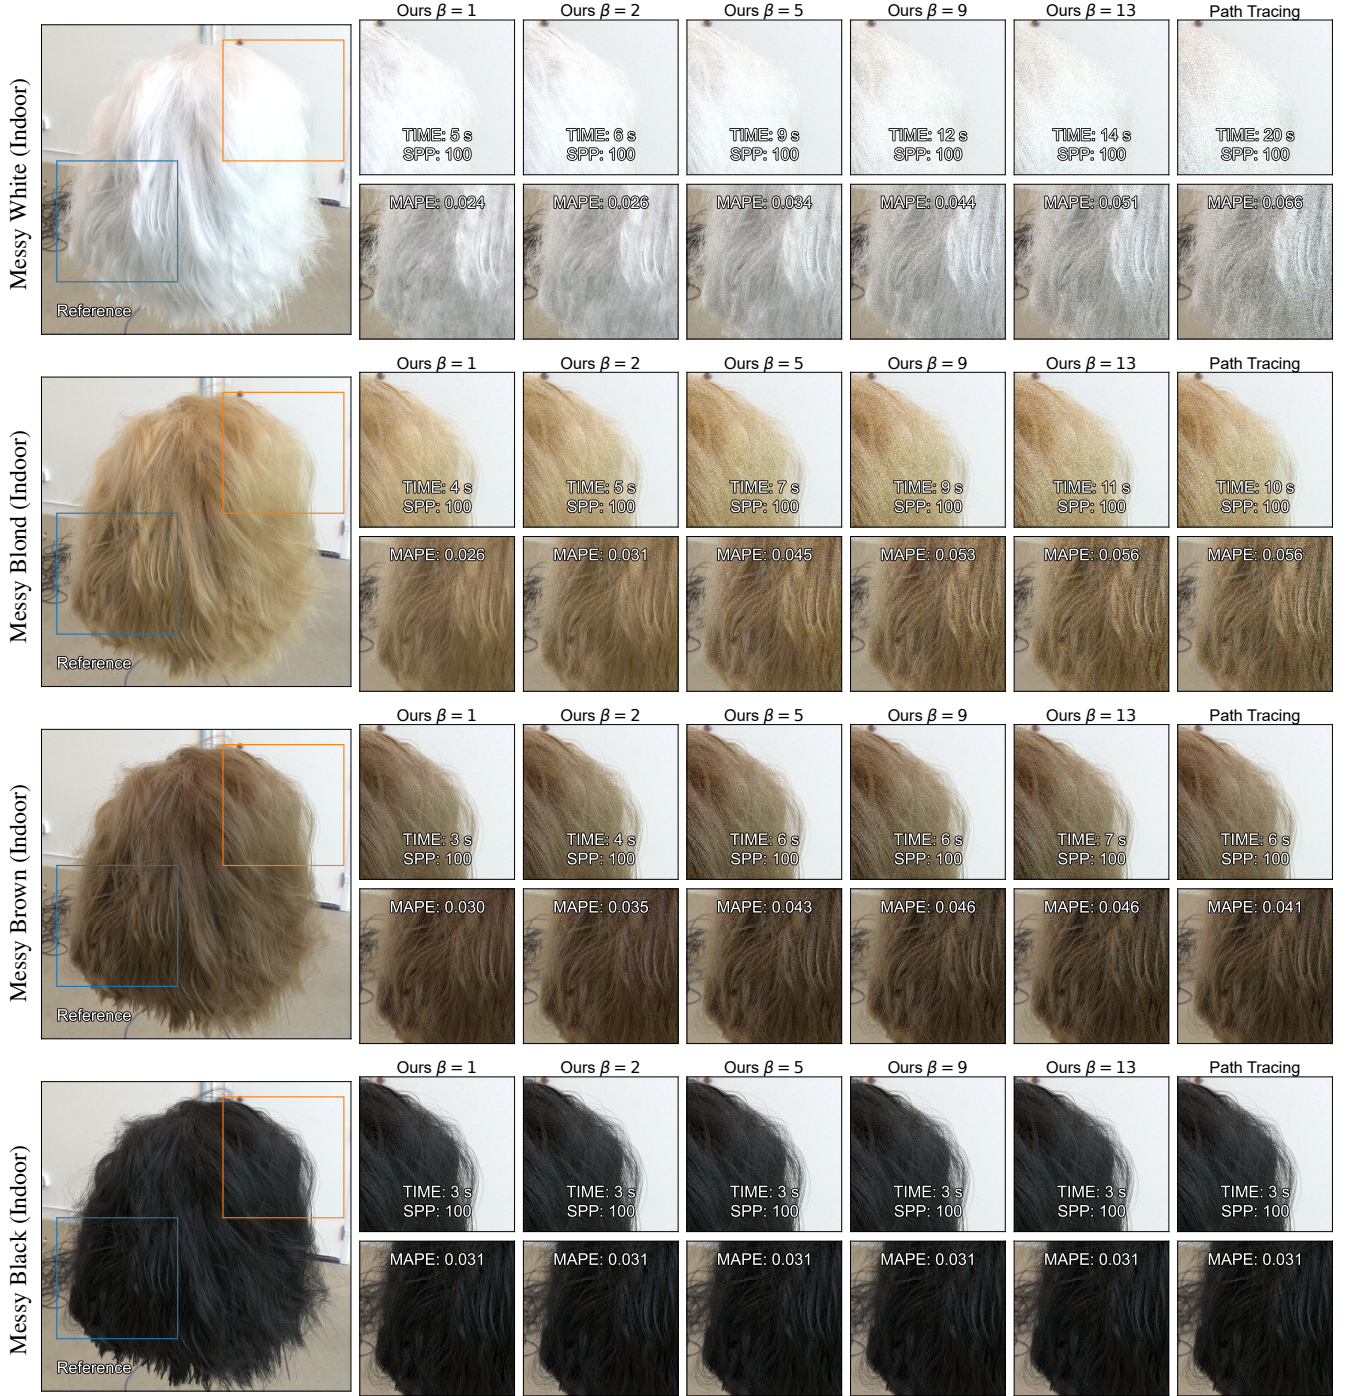 Messy White (Indoor)
Ours β = 1
Ours β = 2
Ours β = 5
Ours β = 9
Ours β = 13
Path Tracing
TIME: 5 s
SPP: 100
TIME: 6 s
SPP: 100
TIME: 9 s
SPP: 100
TIME: 12 s
SPP: 100
TIME: 14 s
SPP: 100
TIME: 20 s
SPP: 100
MAPE: 0.024
MAPE: 0.026
MAPE: 0.034
MAPE: 0.044
MAPE: 0.051
MAPE: 0.066
Reference
Messy Blond (Indoor)
Ours β = 1
Ours β = 2
Ours β = 5
Ours β = 9
Ours β = 13
Path Tracing
TIME: 4 s
SPP: 100
TIME: 5 s
SPP: 100
TIME: 7 s
SPP: 100
TIME: 9 s
SPP: 100
TIME: 11 s
SPP: 100
TIME: 10 s
SPP: 100
MAPE: 0.026
MAPE: 0.031
MAPE: 0.045
MAPE: 0.053
MAPE: 0.056
MAPE: 0.056
Reference
Messy Brown (Indoor)
Ours β = 1
Ours β = 2
Ours β = 5
Ours β = 9
Ours β = 13
Path Tracing
TIME: 3 s
SPP: 100
TIME: 4 s
SPP: 100
TIME: 6 s
SPP: 100
TIME: 6 s
SPP: 100
TIME: 7 s
SPP: 100
TIME: 6 s
SPP: 100
MAPE: 0.030
MAPE: 0.035
MAPE: 0.043
MAPE: 0.046
MAPE: 0.046
MAPE: 0.041
Reference
Messy Black (Indoor)
Ours β = 1
Ours β = 2
Ours β = 5
Ours β = 9
Ours β = 13
Path Tracing
TIME: 3 s
SPP: 100
TIME: 3 s
SPP: 100
TIME: 3 s
SPP: 100
TIME: 3 s
SPP: 100
TIME: 3 s
SPP: 100
TIME: 3 s
SPP: 100
MAPE: 0.031
MAPE: 0.031
MAPE: 0.031
MAPE: 0.031
MAPE: 0.031
MAPE: 0.031
Reference